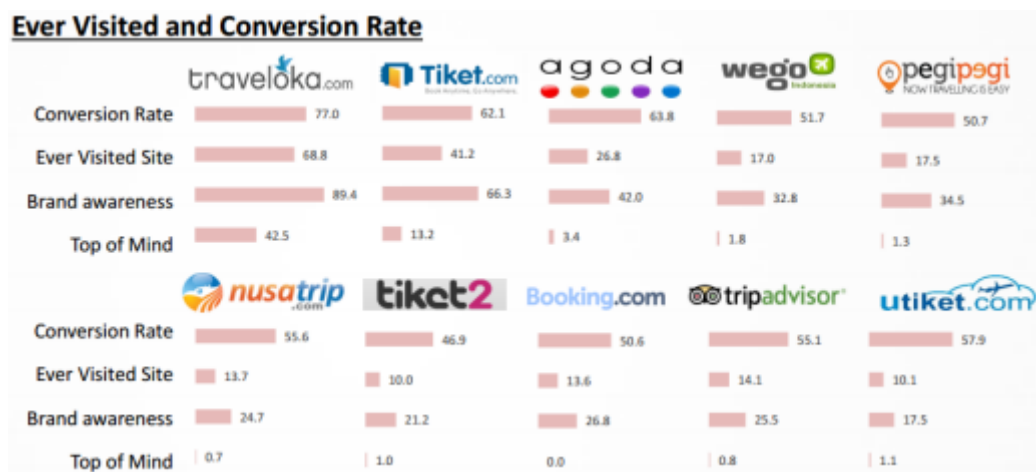 Ever Visited and Conversion Rate
traveloka.com Tiket.com agoda wego pegipegi
Book Anytime, Go Anywhere. Indonesia NOW TRAVELLING IS EASY
Conversion Rate 77.0 62.1 63.8 51.7 50.7
Ever Visited Site 68.8 41.2 26.8 17.0 17.5
Brand awareness 89.4 66.3 42.0 32.8 34.5
Top of Mind 42.5 13.2 3.4 1.8 1.3
nusatrip.com tiket2 Booking.com tripadvisor utiket.com
Conversion Rate 55.6 46.9 50.6 55.1 57.9
Ever Visited Site 13.7 10.0 13.6 14.1 10.1
Brand awareness 24.7 21.2 26.8 25.5 17.5
Top of Mind 0.7 1.0 0.0 0.8 1.1